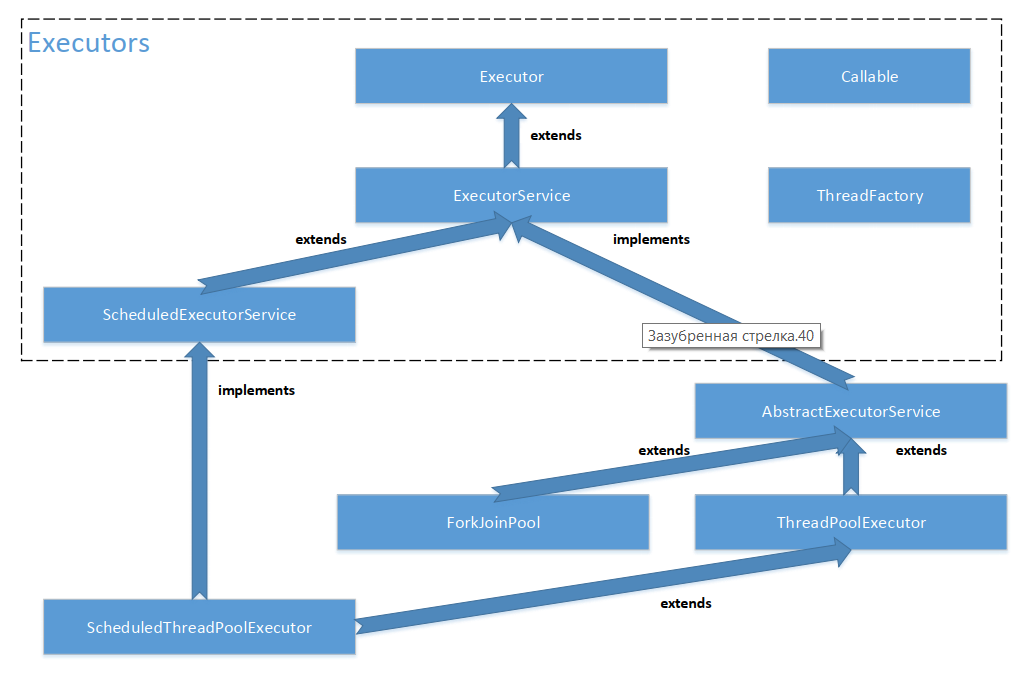 Executors
Executor
Callable
extends
ExecutorService
ThreadFactory
extends
implements
ScheduledExecutorService
Зазубренная стрелка.40
implements
AbstractExecutorService
extends
extends
ForkJoinPool
ThreadPoolExecutor
extends
ScheduledThreadPoolExecutor